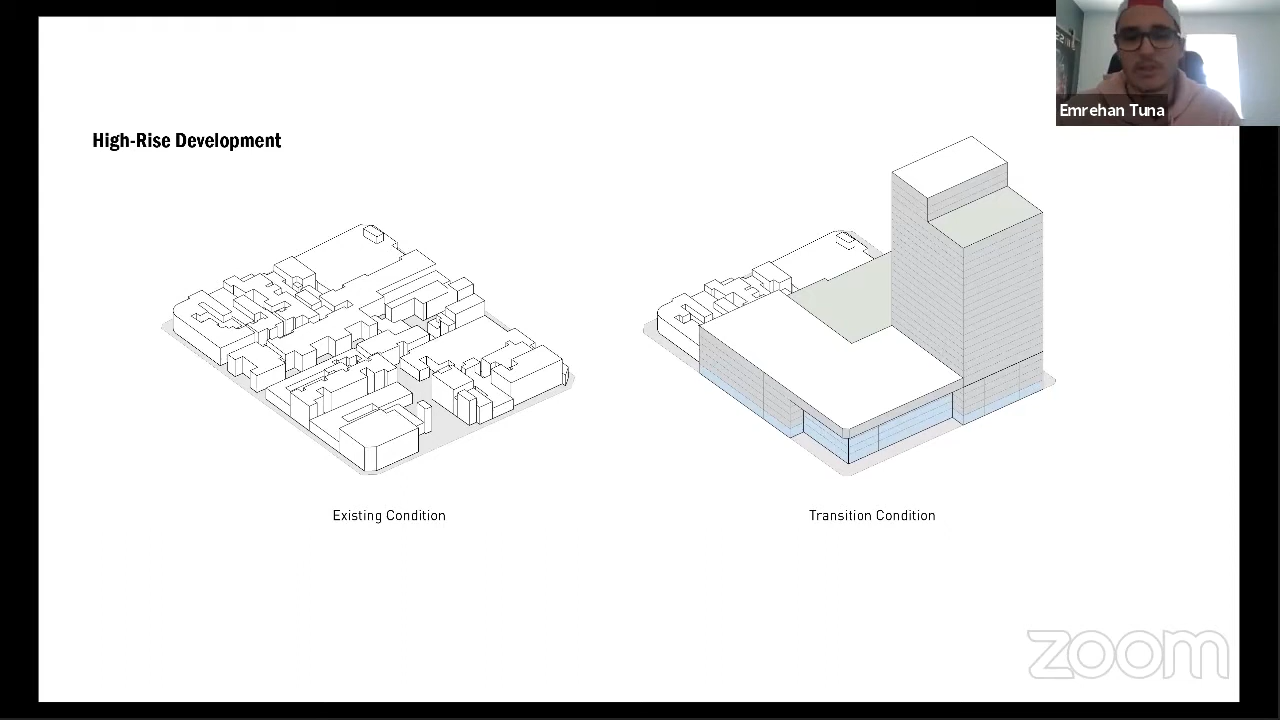 Emrehan Tuna
High-Rise Development
Existing Condition
Transition Condition
zoom